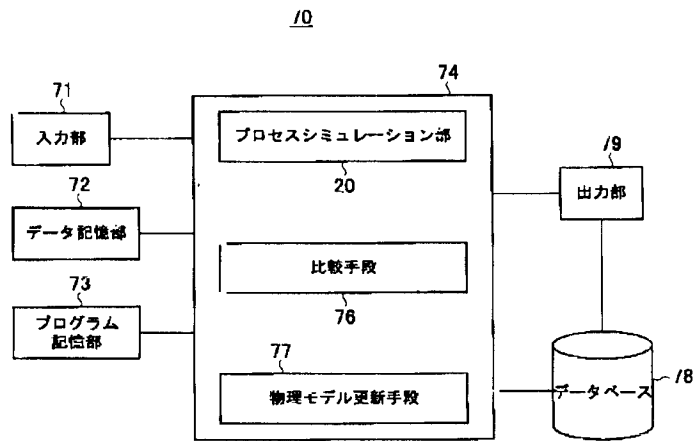 70
71
入力部
72
データ記憶部
73
プログラム
記憶部
74
プロセスシミュレーション部
20
比較手段
76
77
物理モデル更新手段
79
出力部
データベース
78